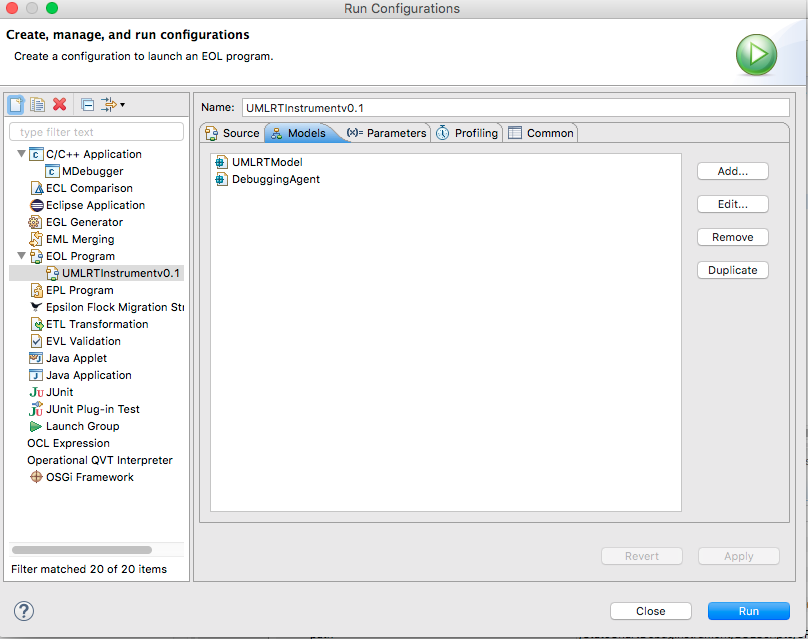 Run Configurations
Create, manage, and run configurations
Create a configuration to launch an EOL program.
type filter text
C/C++ Application
MDebugger
ECL Comparison
Eclipse Application
EGL Generator
EML Merging
EOL Program
UMLRTInstrumentv0.1
EPL Program
Epsilon Flock Migration Str
ETL Transformation
EVL Validation
Java Applet
Java Application
JUnit
JUnit Plug-in Test
Launch Group
OCL Expression
Operational QVT Interpreter
OSGi Framework
Filter matched 20 of 20 items
Name: UMLRTInstrumentv0.1
Source Models (x)= Parameters Profiling Common
UMLRTModel
DebuggingAgent
Add...
Edit...
Remove
Duplicate
Revert Apply
? Close Run